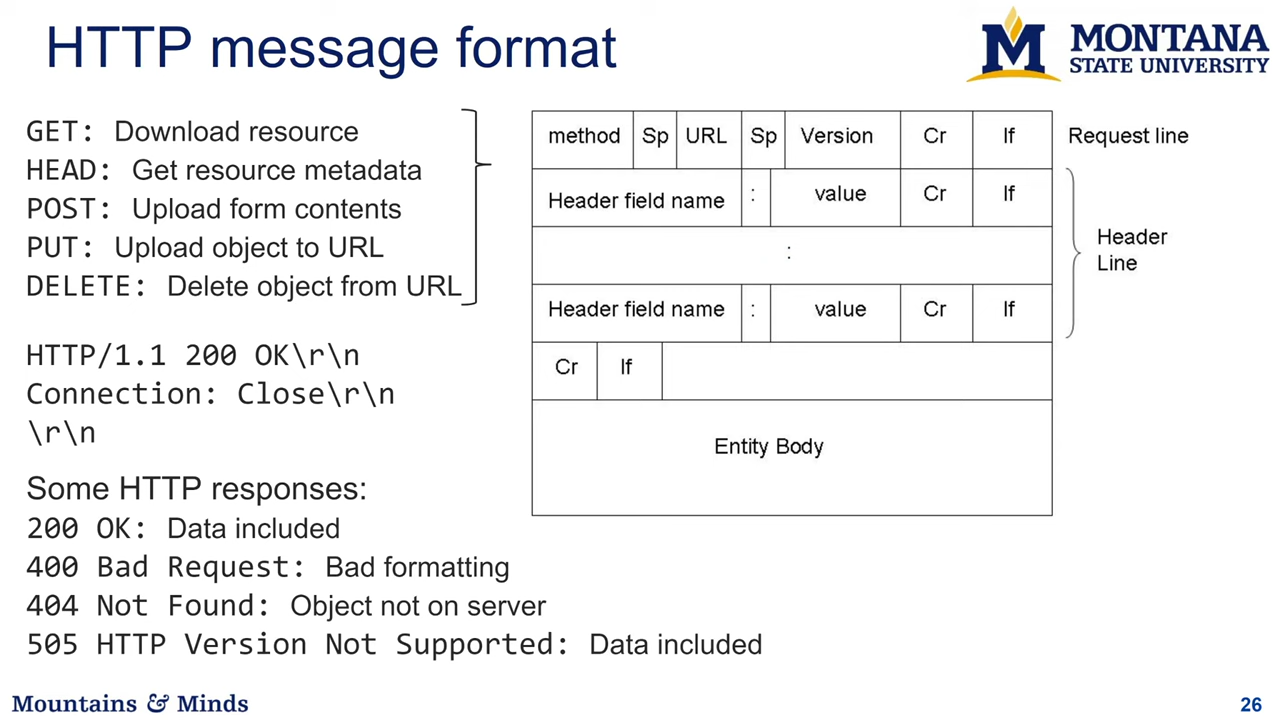 HTTP message format
MONTANA
STATE UNIVERSITY
M
GET: Download resource
HEAD: Get resource metadata
POST: Upload form contents
PUT: Upload object to URL
DELETE: Delete object from URL
HTTP/1.1 200 OK\r\n
Connection: Close\r\n
\r\n
Some HTTP responses:
200 OK: Data included
400 Bad Request: Bad formatting
404 Not Found: Object not on server
505 HTTP Version Not Supported: Data included
method Sp URL Sp Version Cr lf Request line
Header field name : value Cr lf
:
Header field name : value Cr lf
Header
Line
Cr lf
Entity Body
Mountains & Minds
26